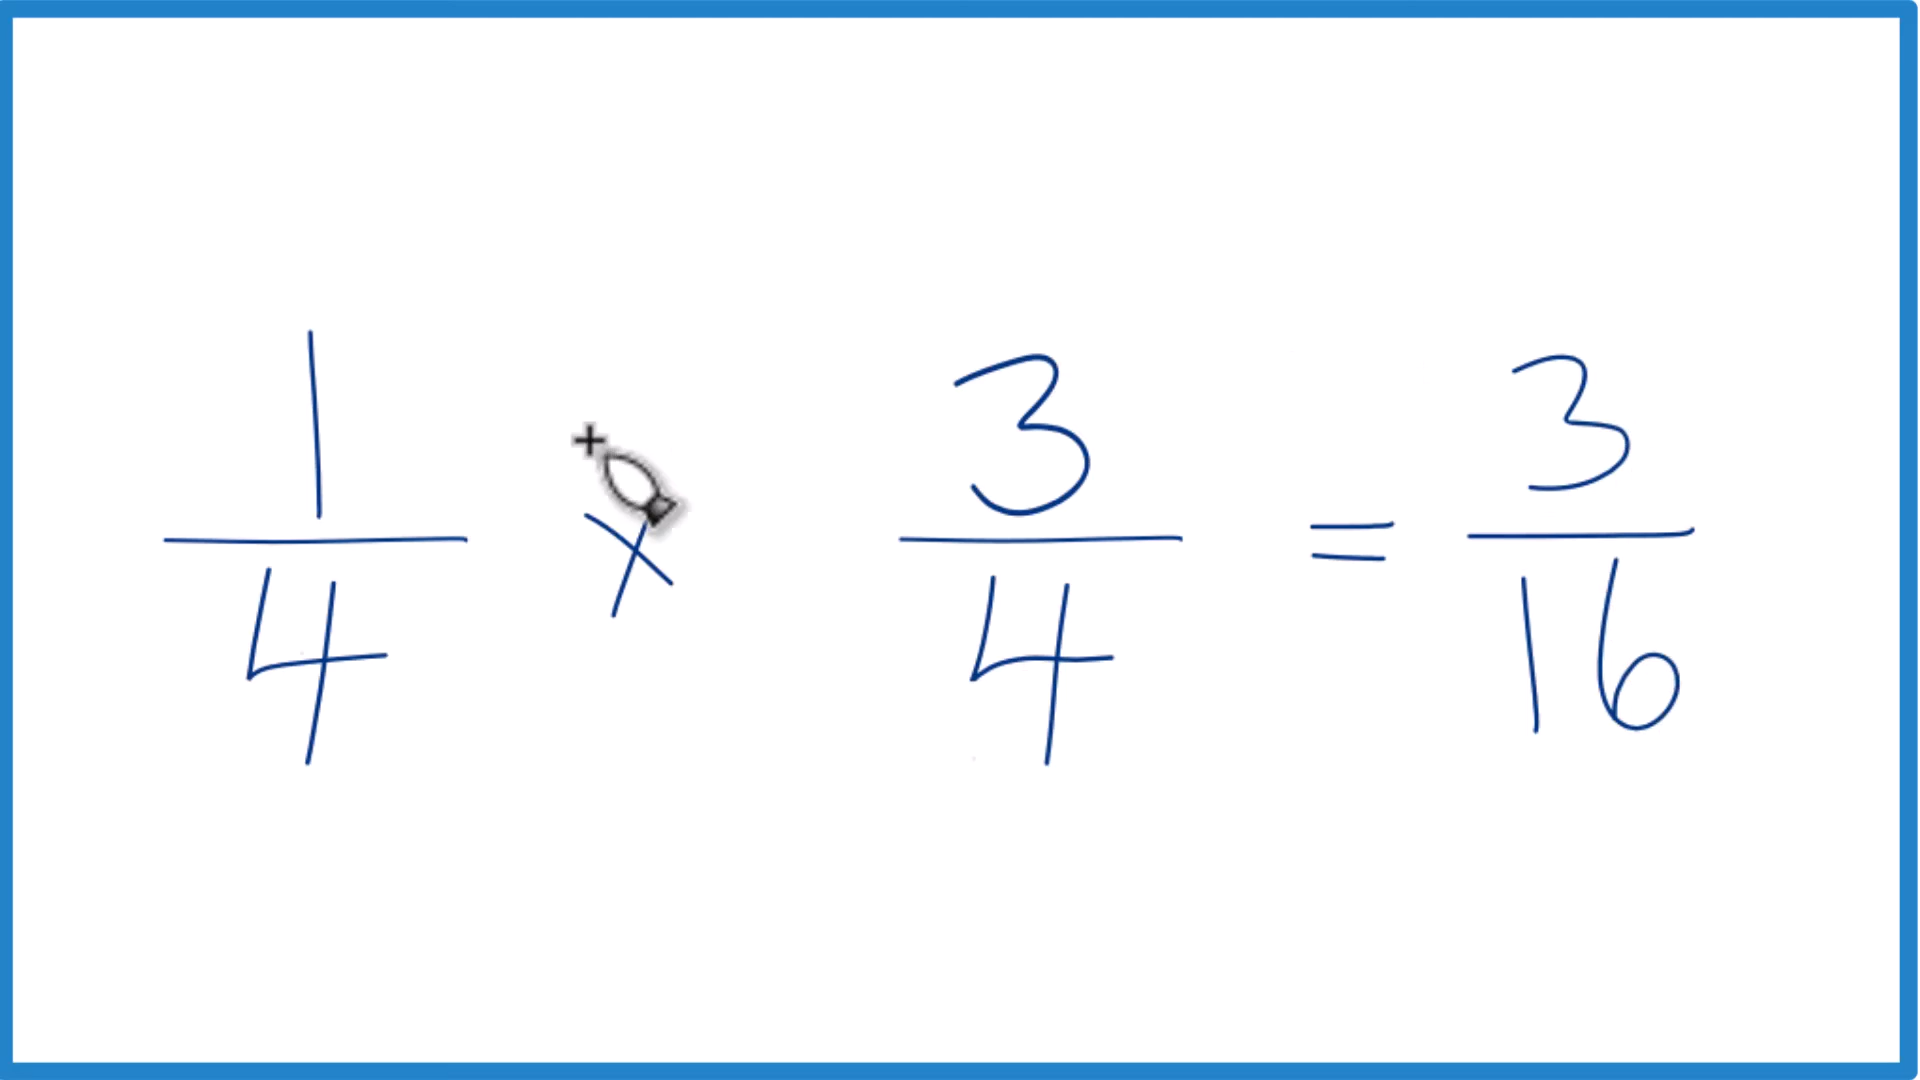 1/4 × 3/4 = 3/16